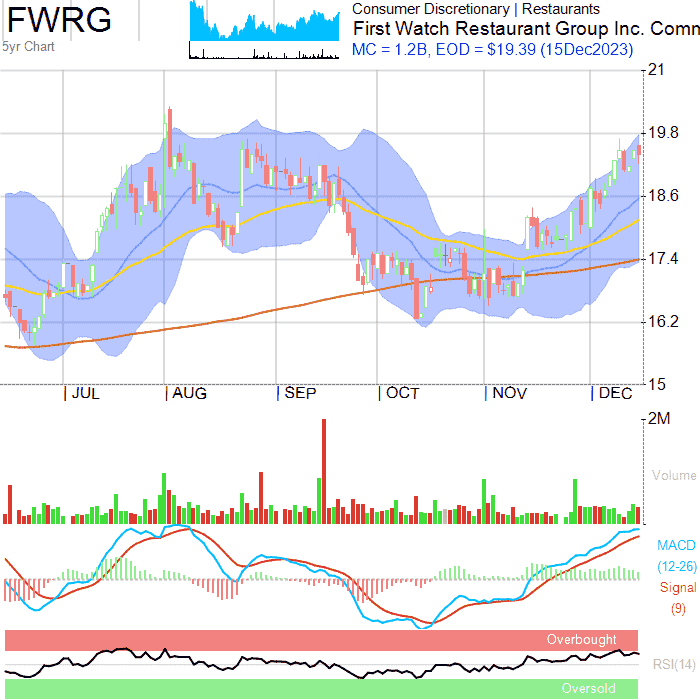 FWRG
5yr Chart
Consumer Discretionary | Restaurants
First Watch Restaurant Group Inc. Comn
MC = 1.2B, EOD = $19.39 (15Dec2023)
21
19.8
18.6
17.4
16.2
15
JUL AUG SEP OCT NOV DEC
2M
Volume
MACD
(12-26)
Signal
(9)
Overbought
RSI(14)
Oversold